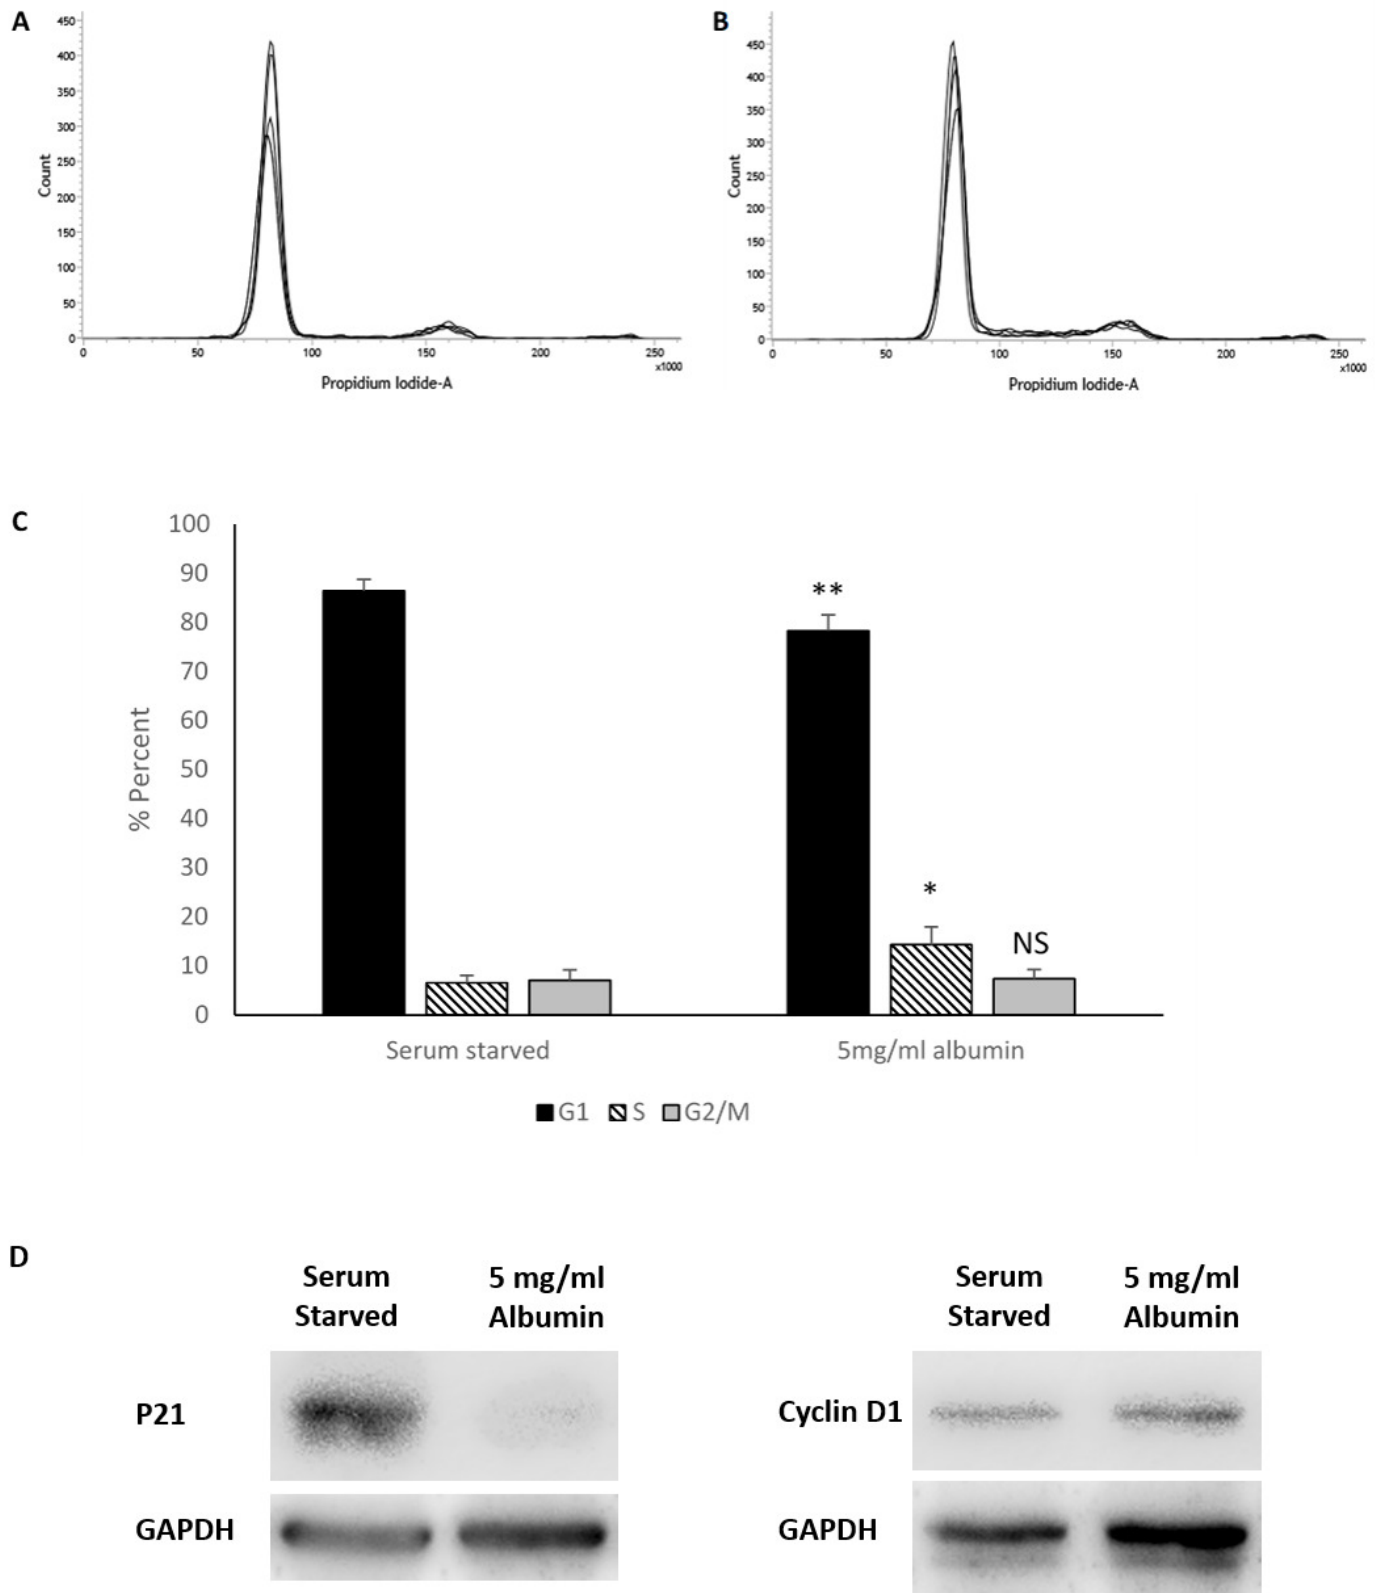 A
B
450
400
350
300
250
200
150
100
50
0
Count
0 50 100 150 200 250
x1000
Propidium Iodide-A
450
400
350
300
250
200
150
100
50
0
Count
0 50 100 150 200 250
x1000
Propidium Iodide-A
C
100
90
80
70
60
50
40
30
20
10
0
% Percent
**
*
NS
Serum starved
5mg/ml albumin
G1 S G2/M
D
Serum
Starved
5 mg/ml
Albumin
P21
GAPDH
Serum
Starved
5 mg/ml
Albumin
Cyclin D1
GAPDH